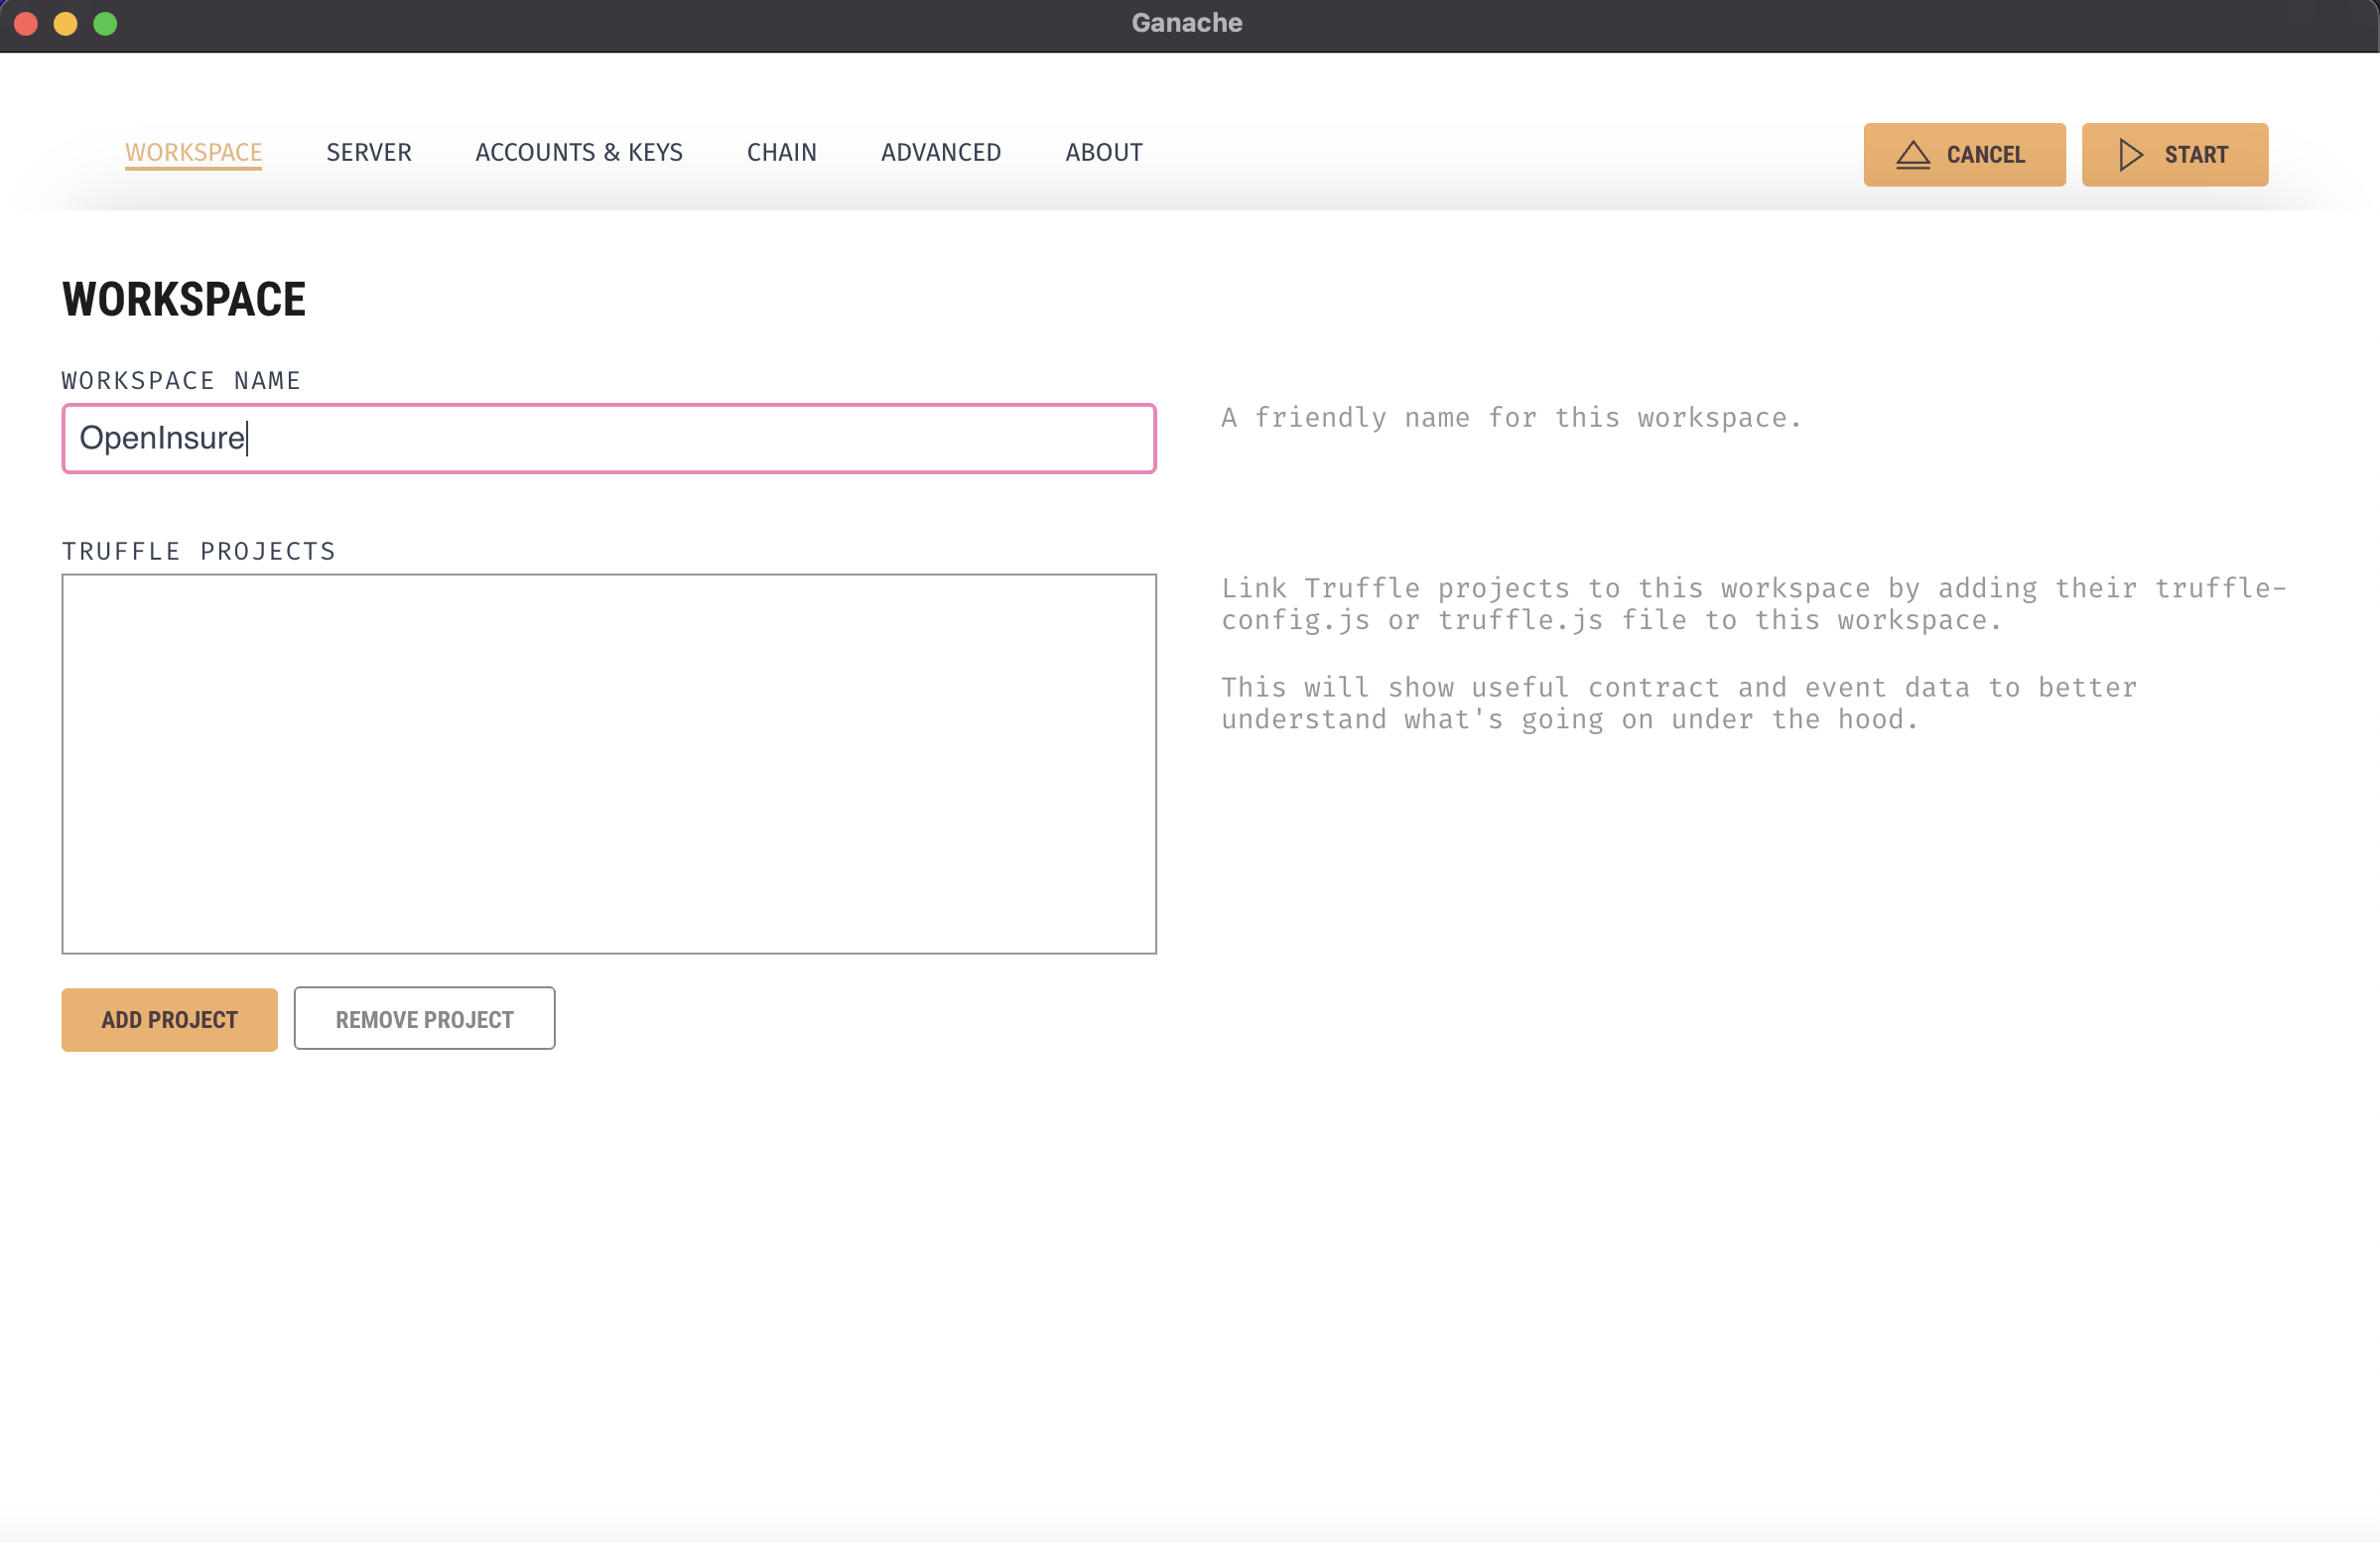 Ganache
WORKSPACE
SERVER
ACCOUNTS & KEYS
CHAIN
ADVANCED
ABOUT
CANCEL
START
WORKSPACE
WORKSPACE NAME
OpenInsure
A friendly name for this workspace.
TRUFFLE PROJECTS
Link Truffle projects to this workspace by adding their truffle-
config.js or truffle.js file to this workspace.
This will show useful contract and event data to better
understand what's going on under the hood.
ADD PROJECT
REMOVE PROJECT